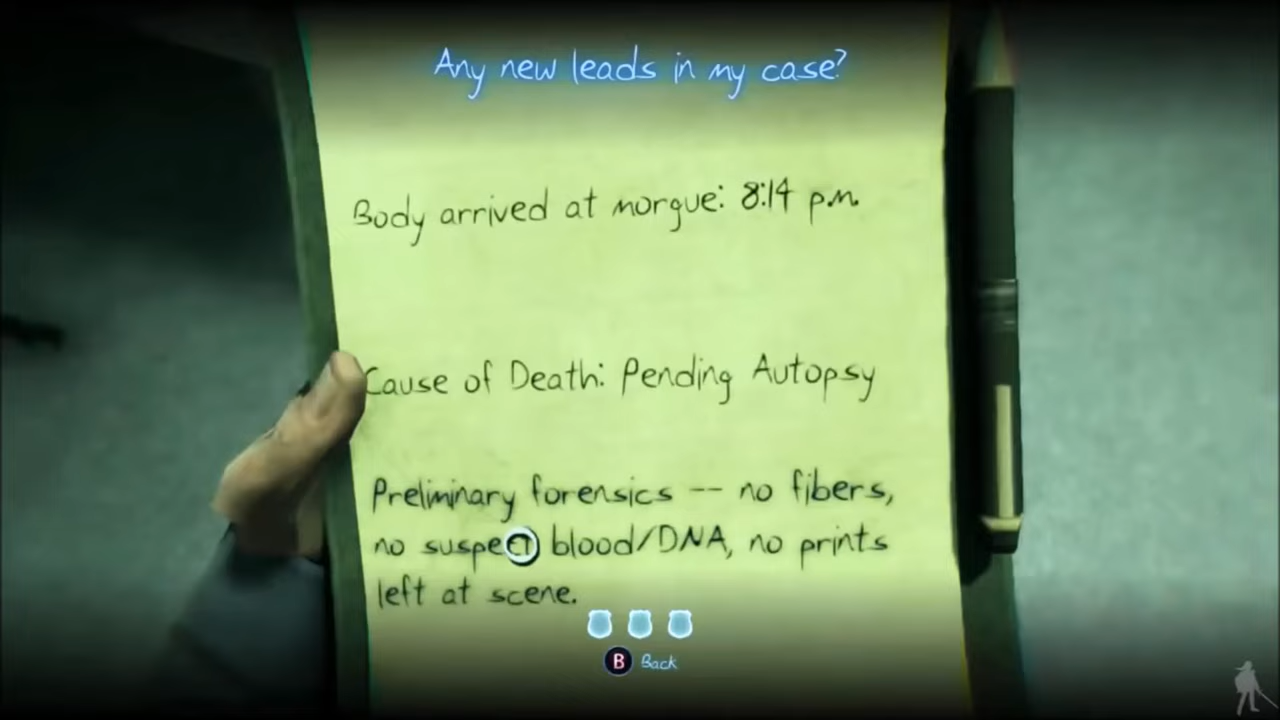 Any new leads in my case?
Body arrived at morgue: 8:14 p.m.
Cause of Death: Pending Autopsy
Preliminary forensics -- no fibers,
no suspect blood/DNA, no prints
left at scene.
B Back